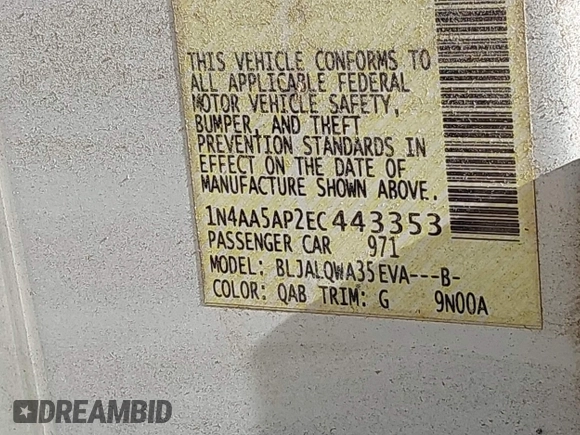 THIS VEHICLE CONFORMS TO
ALL APPLICABLE FEDERAL
MOTOR VEHICLE SAFETY,
BUMPER, AND THEFT
PREVENTION STANDARDS IN
EFFECT ON THE DATE OF
MANUFACTURE SHOWN ABOVE.
1N4AA5AP2EC443353
PASSENGER CAR 971
MODEL: BLJALQWA35EVA---B-
COLOR: QAB TRIM: G 9N00A
DREAMBID